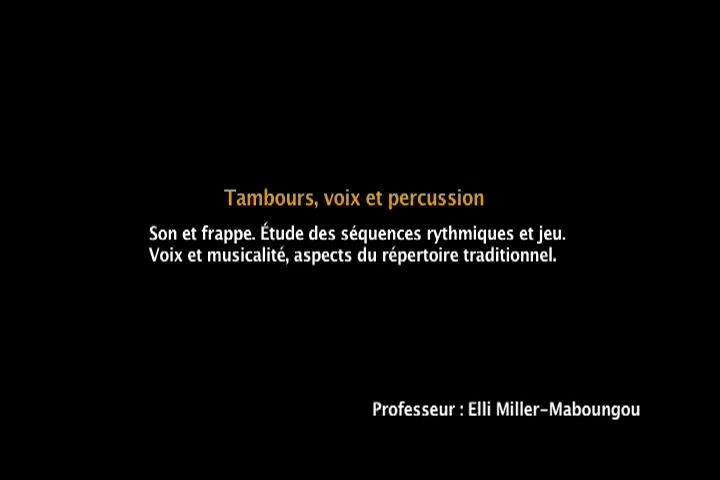 Tambours, voix et percussion
Son et frappe. Étude des séquences rythmiques et jeu.
Voix et musicalité, aspects du répertoire traditionnel.
Professeur : Elli Miller-Maboungou